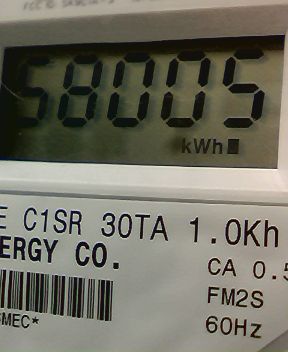 58005
kWh
E C1SR 30TA 1.0Kh
ERGY CO.
CA 0.5
FM2S
60Hz
MEC*